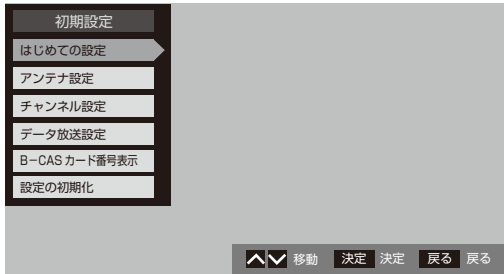 初期設定
はじめての設定
アンテナ設定
チャンネル設定
データ放送設定
B-CASカード番号表示
設定の初期化
移動 決定 決定 戻る 戻る